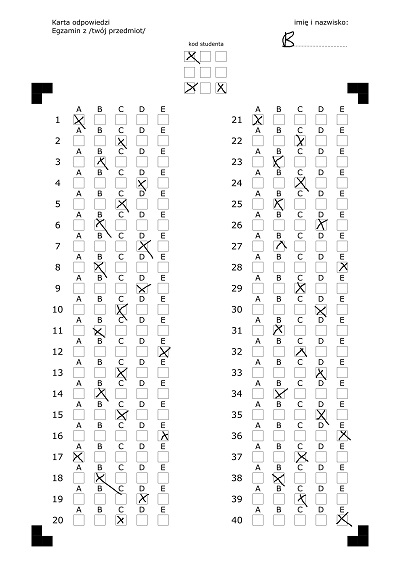 Karta odpowiedzi
Egzamin z /twój przedmiot/
imię i nazwisko:
B
kod studenta
A B C D E
1
A B C D E
2
A B C D E
3
A B C D E
4
A B C D E
5
A B C D E
6
A B C D E
7
A B C D E
8
A B C D E
9
A B C D E
10
A B C D E
11
A B C D E
12
A B C D E
13
A B C D E
14
A B C D E
15
A B C D E
16
A B C D E
17
A B C D E
18
A B C D E
19
A B C D E
20
A B C D E
21
A B C D E
22
A B C D E
23
A B C D E
24
A B C D E
25
A B C D E
26
A B C D E
27
A B C D E
28
A B C D E
29
A B C D E
30
A B C D E
31
A B C D E
32
A B C D E
33
A B C D E
34
A B C D E
35
A B C D E
36
A B C D E
37
A B C D E
38
A B C D E
39
A B C D E
40